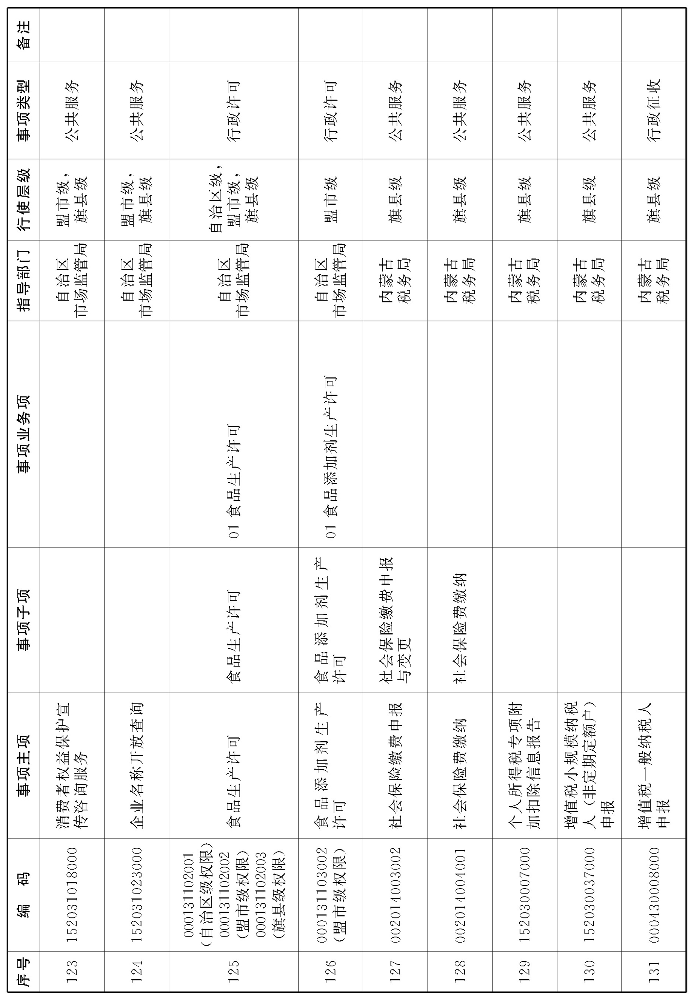 序号 编 码 事项主项 事项子项 事项业务项 指导部门 行使层级 事项类型 备注
123 152031018000 消费者权益保护宣 自治区 盟市级, 公共服务
传咨询服务 市场监管局 旗县级
124 152031023000 企业名称开放查询 自治区 盟市级, 公共服务
市场监管局 旗县级
125 000131102001
(自治区级权限)
000131102002
(盟市级权限)
000131102003
(旗县级权限)
食品生产许可 食品生产许可 01 食品生产许可 自治区
市场监管局
自治区级,
盟市级,
旗县级
行政许可
126 000131103002 食品添加剂生产 食品添加剂生产 01 食品添加剂生产许可 自治区 盟市级 行政许可
(盟市级权限) 许可 许可 市场监管局
127 002014003002 社会保险缴费申报 社会保险缴费申报 内蒙古 旗县级 公共服务
与变更 税务局
128 002014004001 社会保险费缴纳 社会保险费缴纳 内蒙古 旗县级 公共服务
税务局
129 152030007000 个人所得税专项附 内蒙古 旗县级 公共服务
加扣除信息报告 税务局
130 152030037000 增值税小规模纳税 内蒙古 旗县级 公共服务
人(非定期定额户) 税务局
申报
131 000430008000 增值税一般纳税人 内蒙古 旗县级 行政征收
申报 税务局